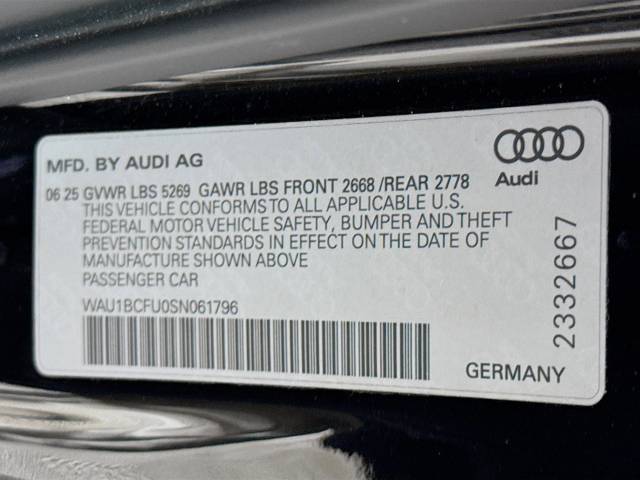 MFD. BY AUDI AG
06 25 GVWR LBS 5269 GAWR LBS FRONT 2668 /REAR 2778
THIS VEHICLE CONFORMS TO ALL APPLICABLE U.S.
FEDERAL MOTOR VEHICLE SAFETY, BUMPER AND THEFT
PREVENTION STANDARDS IN EFFECT ON THE DATE OF
MANUFACTURE SHOWN ABOVE
PASSENGER CAR
WAU1BCFU0SN061796
Audi
2332667
GERMANY